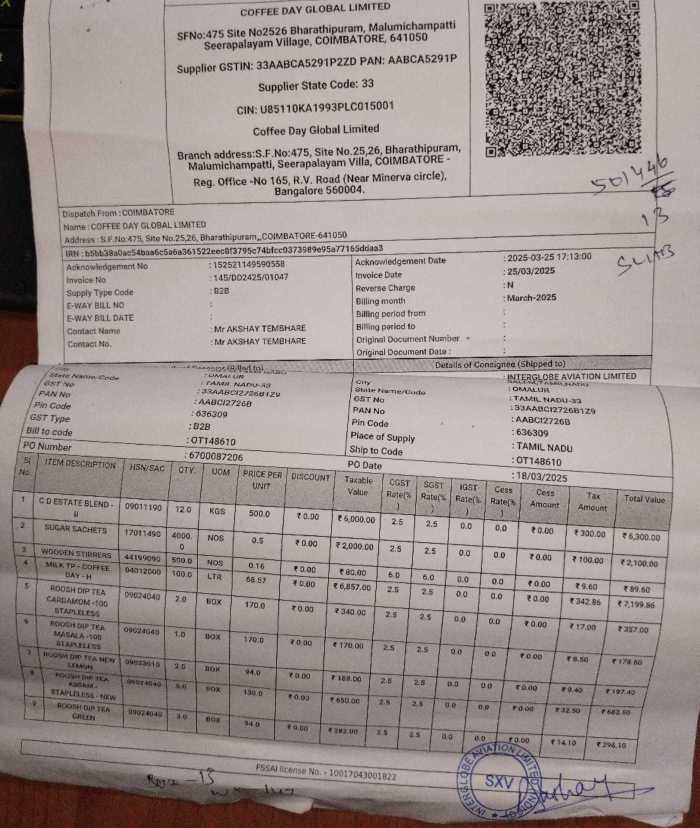 COFFEE DAY GLOBAL LIMITED
SFNo:475 Site No2526 Bharathipuram, Malumichampatti
Seerapalayam Village, COIMBATORE, 641050
Supplier GSTIN: 33AABCA5291P2ZD PAN: AABCA5291P
Supplier State Code: 33
CIN: U85110KA1993PLC015001
Coffee Day Global Limited
Branch address:S.F.No:475, Site No.25,26, Bharathipuram,
Malumichampatti, Seerapalayam Villa, COIMBATORE -
Reg. Office -No 165, R.V. Road (Near Minerva circle),
Bangalore 560004.
501446
13
Dispatch From : COIMBATORE
Name : COFFEE DAY GLOBAL LIMITED
Address : S.F.No:475, Site No.25,26, Bharathipuram,,COIMBATORE-641050
IRN : b5bb38a0ac54baa6c5a6a361522eec8f3795c74bfcc0373989e95a77165ddaa3
Acknowledgement No : 152521149590558 Acknowledgement Date : 2025-03-25 17:13:00
Invoice No : 145/DD2425/01047 Invoice Date : 25/03/2025
Supply Type Code : B2B Reverse Charge : N
E-WAY BILL NO : Billing month : March-2025
E-WAY BILL DATE : Billing period from :
Contact Name : Mr AKSHAY TEMBHARE Billing period to :
Contact No. : Mr AKSHAY TEMBHARE Original Document Number :
Original Document Date : :
(Billed to) Details of Consignee (Shipped to)
: INTERGLOBE AVIATION LIMITED
City : OMALUR City : OMALUR
State Name/Code : TAMIL NADU-33 State Name/Code : TAMIL NADU-33
GST No : 33AABCI2726B1Z9 GST No : 33AABCI2726B1Z9
PAN No : AABCI2726B PAN No : AABCI2726B
Pin Code : 636309 Pin Code : 636309
GST Type : B2B Place of Supply : TAMIL NADU
Bill to code : OT148610 Ship to Code : OT148610
PO Number : 6700087206 PO Date : 18/03/2025
Sl No. ITEM DESCRIPTION HSN/SAC QTY. UOM PRICE PER UNIT DISCOUNT Taxable Value CGST Rate(%) SGST Rate(%) IGST Rate(%) Cess Rate(%) Cess Amount Tax Amount Total Value
1 C D ESTATE BLEND - II 09011190 12.0 KGS 500.0 ₹ 0.00 ₹ 6,000.00 2.5 2.5 0.0 0.0 ₹ 0.00 ₹ 300.00 ₹ 6,300.00
2 SUGAR SACHETS 17011490 4000.0 NOS 0.5 ₹ 0.00 ₹ 2,000.00 2.5 2.5 0.0 0.0 ₹ 0.00 ₹ 100.00 ₹ 2,100.00
3 WOODEN STIRRERS 44199090 500.0 NOS 0.16 ₹ 0.00 ₹ 80.00 6.0 6.0 0.0 0.0 ₹ 0.00 ₹ 9.60 ₹ 89.60
4 MILK TP - COFFEE DAY - H 04012000 100.0 LTR 68.57 ₹ 0.00 ₹ 6,857.00 2.5 2.5 0.0 0.0 ₹ 0.00 ₹ 342.86 ₹ 7,199.86
5 ROOSH DIP TEA CARDAMOM -100 STAPLELESS 09024040 2.0 BOX 170.0 ₹ 0.00 ₹ 340.00 2.5 2.5 0.0 0.0 ₹ 0.00 ₹ 17.00 ₹ 357.00
6 ROOSH DIP TEA MASALA -100 STAPLELESS 09024040 1.0 BOX 170.0 ₹ 0.00 ₹ 170.00 2.5 2.5 0.0 0.0 ₹ 0.00 ₹ 8.50 ₹ 178.50
7 ROOSH DIP TEA NEW LEMON 2.0 BOX 94.0 ₹ 0.00 ₹ 188.00 2.5 2.5 0.0 0.0 ₹ 0.00 ₹ 9.40 ₹ 197.40
8 ROOSH DIP TEA STAPLELESS - NEW 09024040 5.0 BOX 130.0 ₹ 0.00 ₹ 650.00 2.5 2.5 0.0 0.0 ₹ 0.00 ₹ 32.50 ₹ 682.50
9 ROOSH DIP TEA GREEN 09024040 3.0 BOX 94.0 ₹ 0.00 ₹ 282.00 2.5 2.5 0.0 0.0 ₹ 0.00 ₹ 14.10 ₹ 296.10
FSSAI license No. - 10017043001822
INTERGLOBE AVIATION LIMITED
SXV